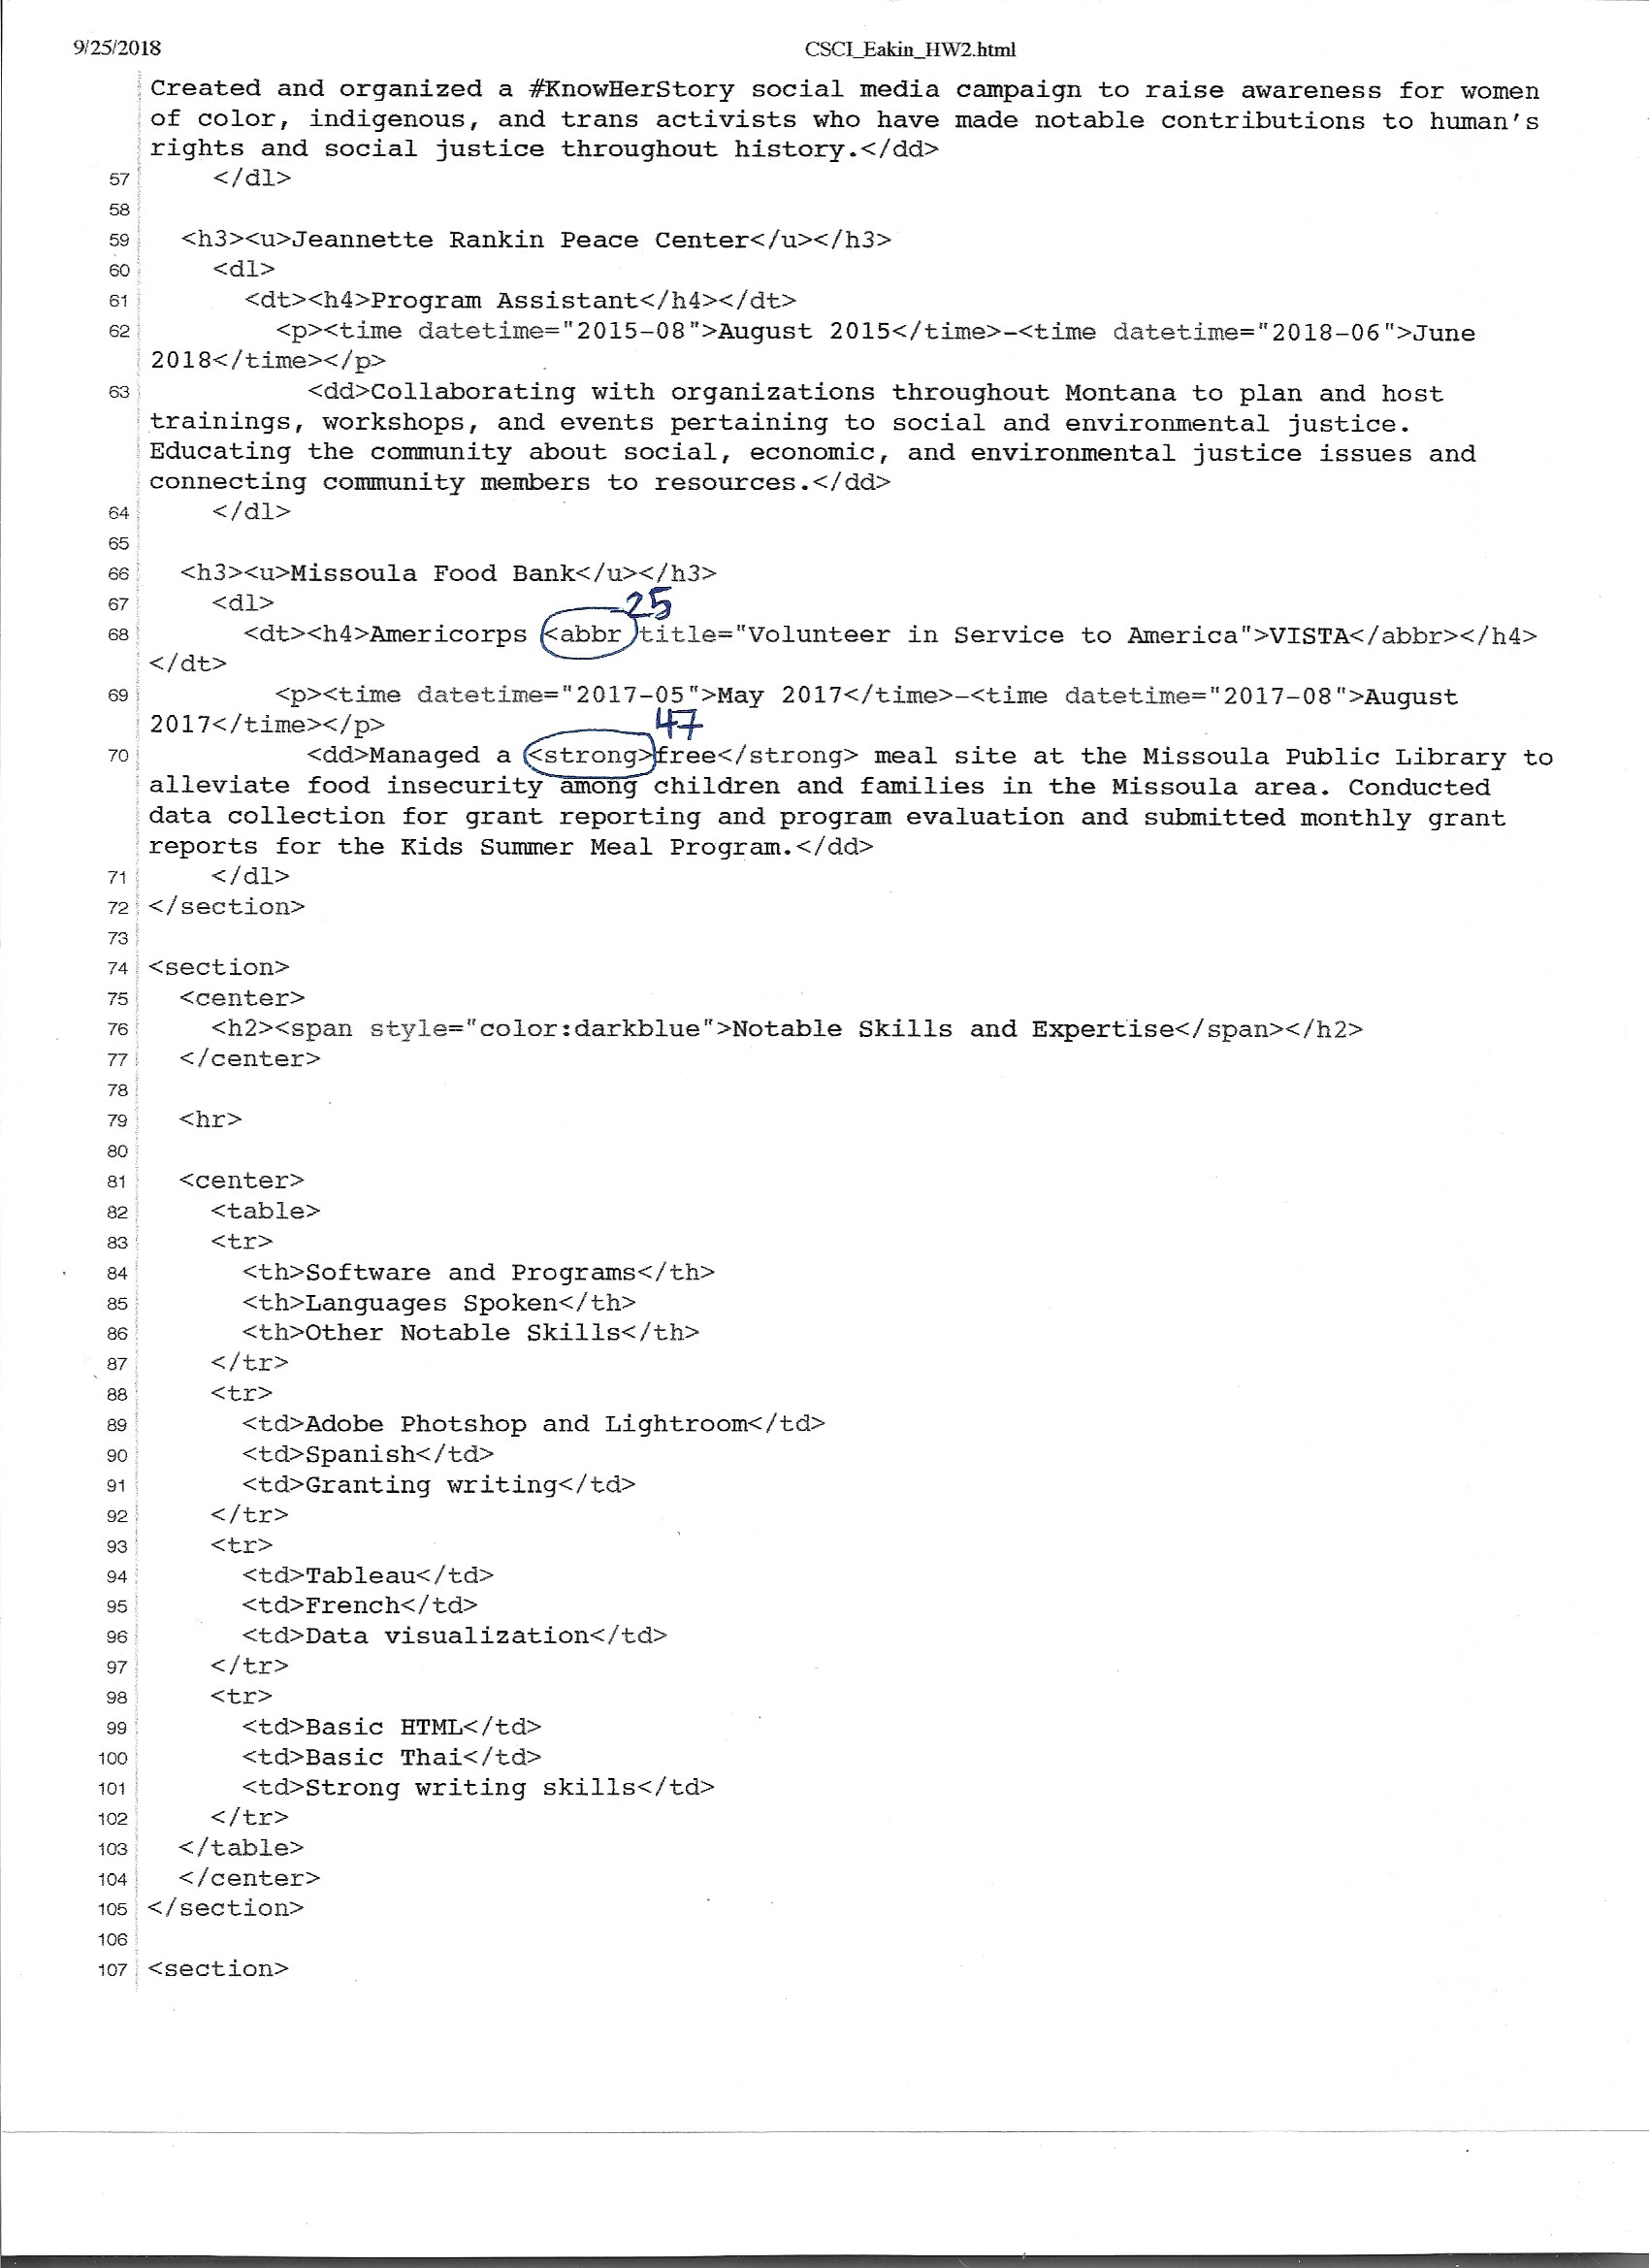 9/25/2018 CSCI_Eakin_HW2.html
Created and organized a #KnowHerStory social media campaign to raise awareness for women
of color, indigenous, and trans activists who have made notable contributions to human's
rights and social justice throughout history.</dd>
57 </dl>
58
59 <h3><u>Jeannette Rankin Peace Center</u></h3>
60 <dl>
61 <dt><h4>Program Assistant</h4></dt>
62 <p><time datetime="2015-08">August 2015</time>-<time datetime="2018-06">June
2018</time></p>
63 <dd>Collaborating with organizations throughout Montana to plan and host
trainings, workshops, and events pertaining to social and environmental justice.
Educating the community about social, economic, and environmental justice issues and
connecting community members to resources.</dd>
64 </dl>
65
66 <h3><u>Missoula Food Bank</u></h3>
67 <dl>
25
68 <dt><h4>Americorps <abbr title="Volunteer in Service to America">VISTA</abbr></h4>
</dt>
69 <p><time datetime="2017-05">May 2017</time>-<time datetime="2017-08">August
2017</time></p>
47
70 <dd>Managed a <strong>free</strong> meal site at the Missoula Public Library to
alleviate food insecurity among children and families in the Missoula area. Conducted
data collection for grant reporting and program evaluation and submitted monthly grant
reports for the Kids Summer Meal Program.</dd>
71 </dl>
72 </section>
73
74 <section>
75 <center>
76 <h2><span style="color:darkblue">Notable Skills and Expertise</span></h2>
77 </center>
78
79 <hr>
80
81 <center>
82 <table>
83 <tr>
84 <th>Software and Programs</th>
85 <th>Languages Spoken</th>
86 <th>Other Notable Skills</th>
87 </tr>
88 <tr>
89 <td>Adobe Photshop and Lightroom</td>
90 <td>Spanish</td>
91 <td>Granting writing</td>
92 </tr>
93 <tr>
94 <td>Tableau</td>
95 <td>French</td>
96 <td>Data visualization</td>
97 </tr>
98 <tr>
99 <td>Basic HTML</td>
100 <td>Basic Thai</td>
101 <td>Strong writing skills</td>
102 </tr>
103 </table>
104 </center>
105 </section>
106
107 <section>